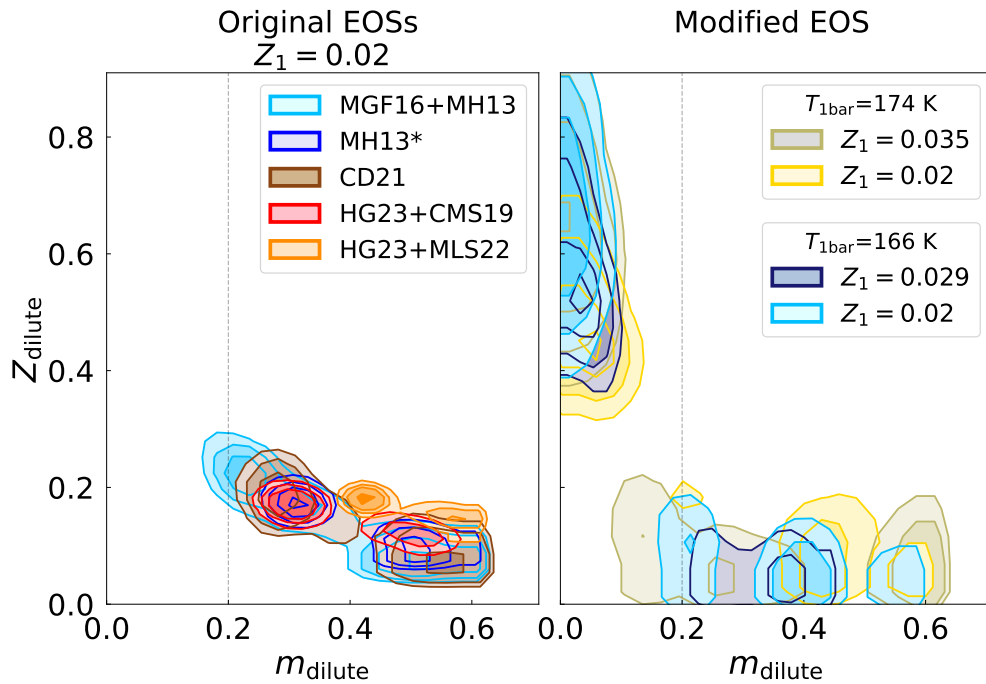 Original EOSs
Z₁ = 0.02
Modified EOS
MGF16+MH13
MH13*
CD21
HG23+CMS19
HG23+MLS22
T₁bar=174 K
Z₁ = 0.035
Z₁ = 0.02
T₁bar=166 K
Z₁ = 0.029
Z₁ = 0.02
Zdilute
0.8
0.6
0.4
0.2
0.0
0.0 0.2 0.4 0.6
0.0 0.2 0.4 0.6
mdilute
mdilute